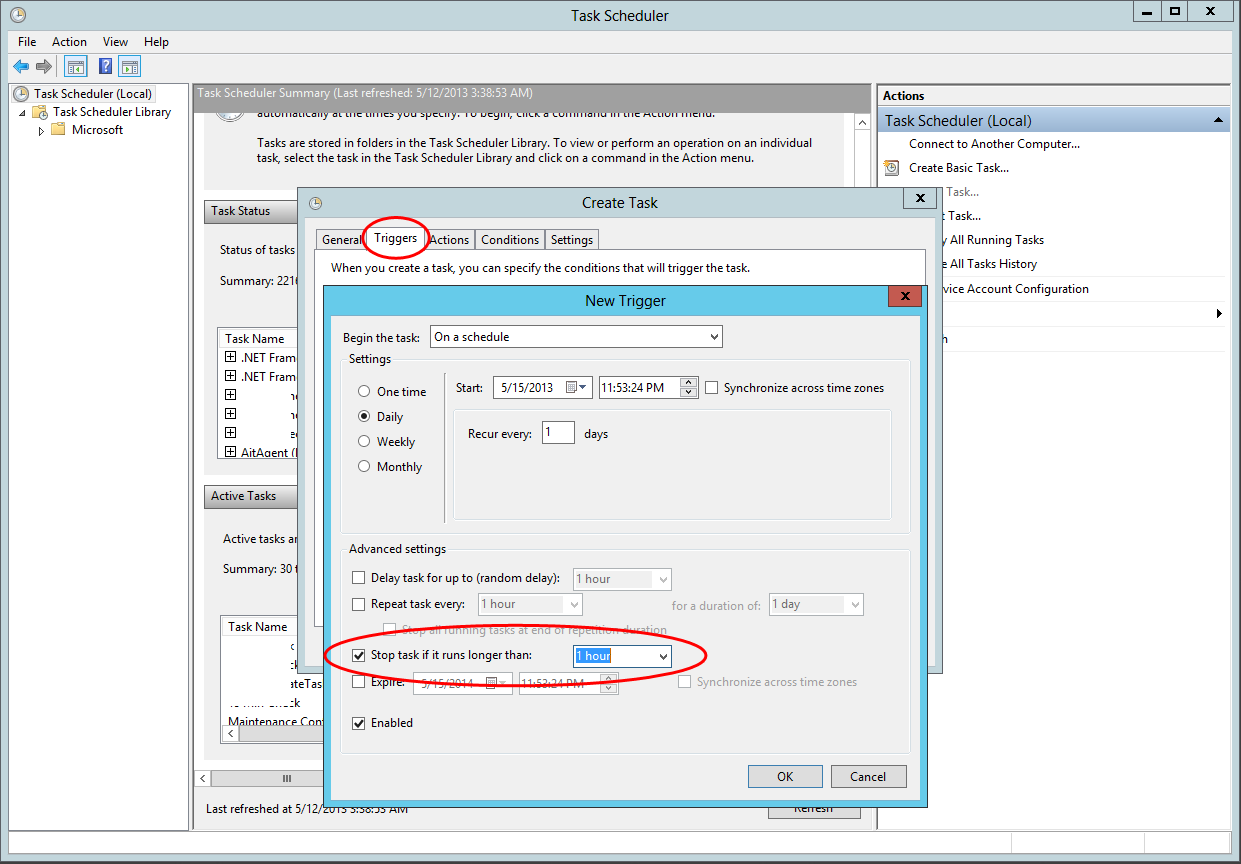 Task Scheduler
File Action View Help
Task Scheduler (Local)
Task Scheduler Library
Microsoft
Task Scheduler Summary (Last refreshed: 5/12/2013 3:38:53 AM)
automatically at the times you specify. To begin, click a command in the Action menu.
Tasks are stored in folders in the Task Scheduler Library. To view or perform an operation on an individual
task, select the task in the Task Scheduler Library and click on a command in the Action menu.
Task Status
Status of tasks
Summary: 2216
Task Name
.NET Fram
.NET Fram
AitAgent (
Active Tasks
Active tasks ar
Summary: 30 t
Task Name
ateTas
Maintenance Con
Last refreshed at 5/12/2013 3:38:53 AM
Refresh
Actions
Task Scheduler (Local)
Connect to Another Computer...
Create Basic Task...
Task...
t Task...
y All Running Tasks
e All Tasks History
vice Account Configuration
h
Create Task
General Triggers Actions Conditions Settings
When you create a task, you can specify the conditions that will trigger the task.
New Trigger
Begin the task: On a schedule
Settings
One time
Daily
Weekly
Monthly
Start: 5/15/2013 11:53:24 PM Synchronize across time zones
Recur every: 1 days
Advanced settings
Delay task for up to (random delay): 1 hour
Repeat task every: 1 hour for a duration of: 1 day
Stop all running tasks at end of repetition duration
Stop task if it runs longer than: 1 hour
Expire: 5/15/2014 11:53:24 PM Synchronize across time zones
Enabled
OK Cancel